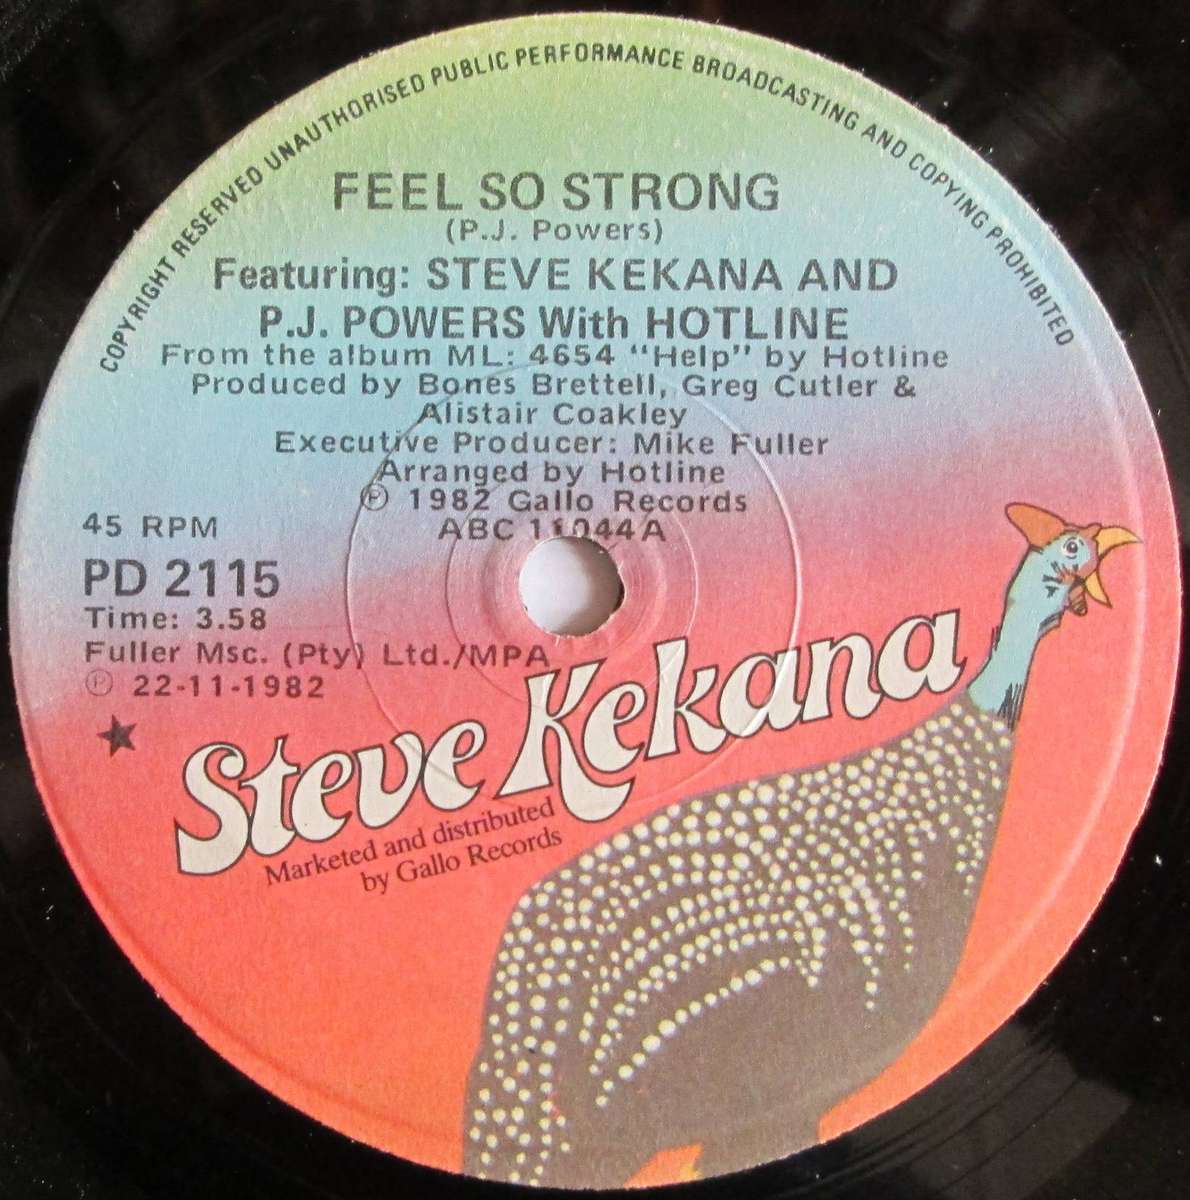 COPYRIGHT RESERVED UNAUTHORISED PUBLIC PERFORMANCE BROADCASTING AND COPYING PROHIBITED
FEEL SO STRONG
(P.J. Powers)
Featuring: STEVE KEKANA AND
P.J. POWERS With HOTLINE
From the album ML: 4654 "Help" by Hotline
Produced by Bones Brettell, Greg Cutler &
Alistair Coakley
Executive Producer: Mike Fuller
Arranged by Hotline
℗ 1982 Gallo Records
ABC 11044A
45 RPM
PD 2115
Time: 3.58
Fuller Msc. (Pty) Ltd./MPA
℗ 22-11-1982
Steve Kekana
Marketed and distributed
by Gallo Records